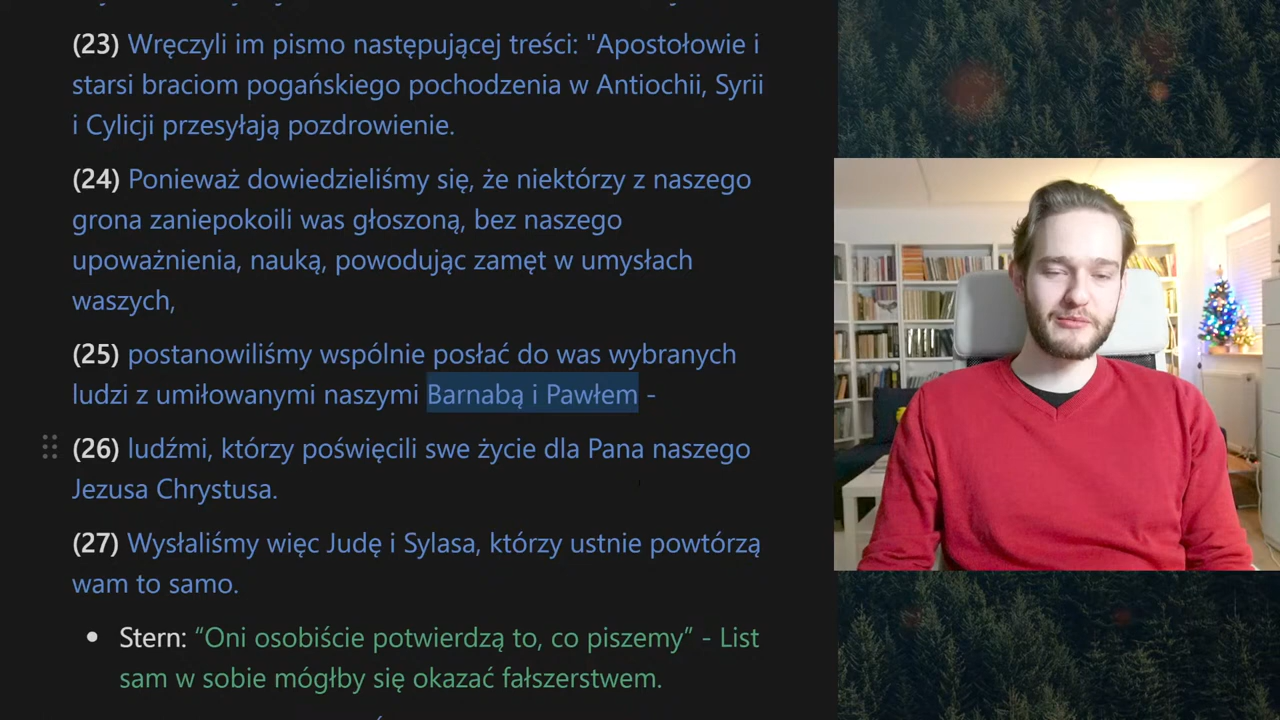 (23) Wręczyli im pismo następującej treści: "Apostołowie i
starsi braciom pogańskiego pochodzenia w Antiochii, Syrii
i Cylicji przesyłają pozdrowienie.
(24) Ponieważ dowiedzieliśmy się, że niektórzy z naszego
grona zaniepokoili was głoszoną, bez naszego
upoważnienia, nauką, powodując zamęt w umysłach
waszych,
(25) postanowiliśmy wspólnie posłać do was wybranych
ludzi z umiłowanymi naszymi Barnabą i Pawłem -
(26) ludźmi, którzy poświęcili swe życie dla Pana naszego
Jezusa Chrystusa.
(27) Wysłaliśmy więc Judę i Sylasa, którzy ustnie powtórzą
wam to samo.
• Stern: “Oni osobiście potwierdzą to, co piszemy” - List
sam w sobie mógłby się okazać fałszerstwem.